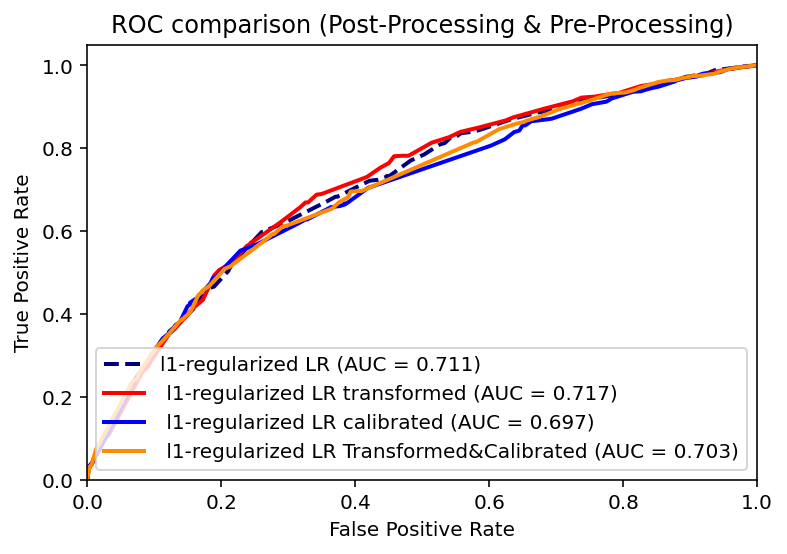 ROC comparison (Post-Processing & Pre-Processing)
True Positive Rate
1.0
0.8
0.6
0.4
0.2
0.0
l1-regularized LR (AUC = 0.711)
l1-regularized LR transformed (AUC = 0.717)
l1-regularized LR calibrated (AUC = 0.697)
l1-regularized LR Transformed&Calibrated (AUC = 0.703)
0.0 0.2 0.4 0.6 0.8 1.0
False Positive Rate